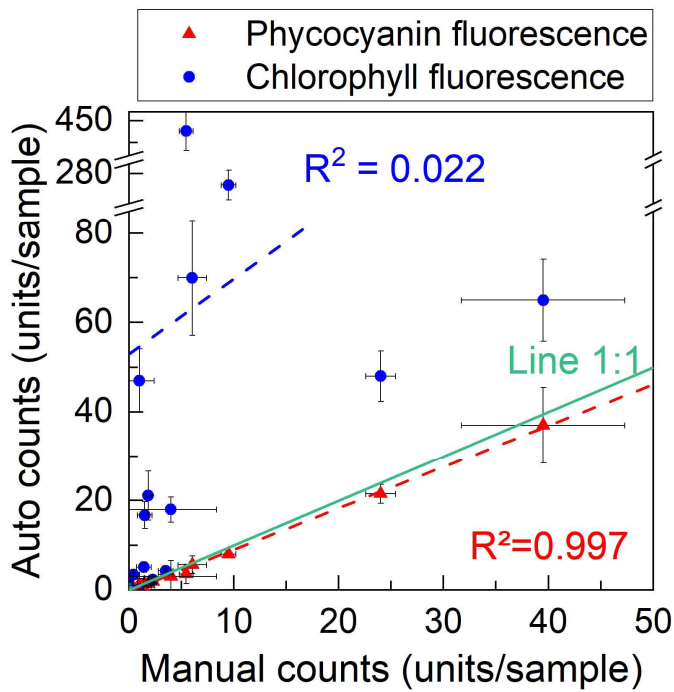 Phycocyanin fluorescence
Chlorophyll fluorescence
450
280
80
60
40
20
0
Auto counts (units/sample)
R² = 0.022
Line 1:1
R²=0.997
0 10 20 30 40 50
Manual counts (units/sample)